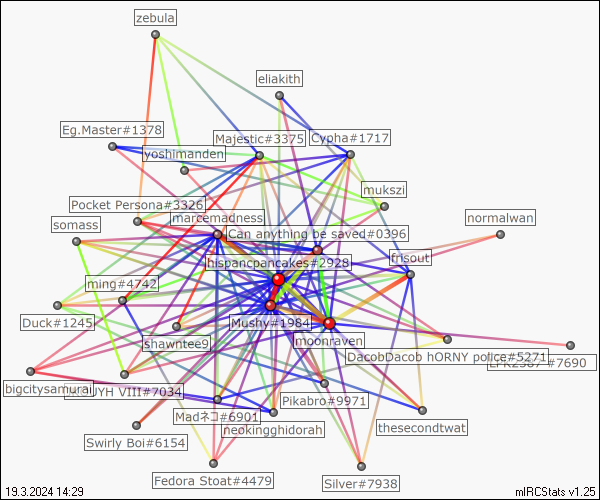 zebula
eliakith
Eg.Master#1378
Majestic#3375
Cypha#1717
yoshimanden
mukszi
Pocket Persona#3326
marcemadness
normalwan
somass
Can anything be saved#0396
hispancpancakes#2928
frisout
ming#4742
Duck#1245
Mushy#1984
shawntee9
moonraven
DacobDacob hORNY police#5271
#7690
bigcitysamurai
VIII#7034
Pikabro#9971
Madネコ#6901
neokingghidorah
thesecondtwat
Swirly Boi#6154
Fedora Stoat#4479
Silver#7938
19.3.2024 14:29
mIRCStats v1.25